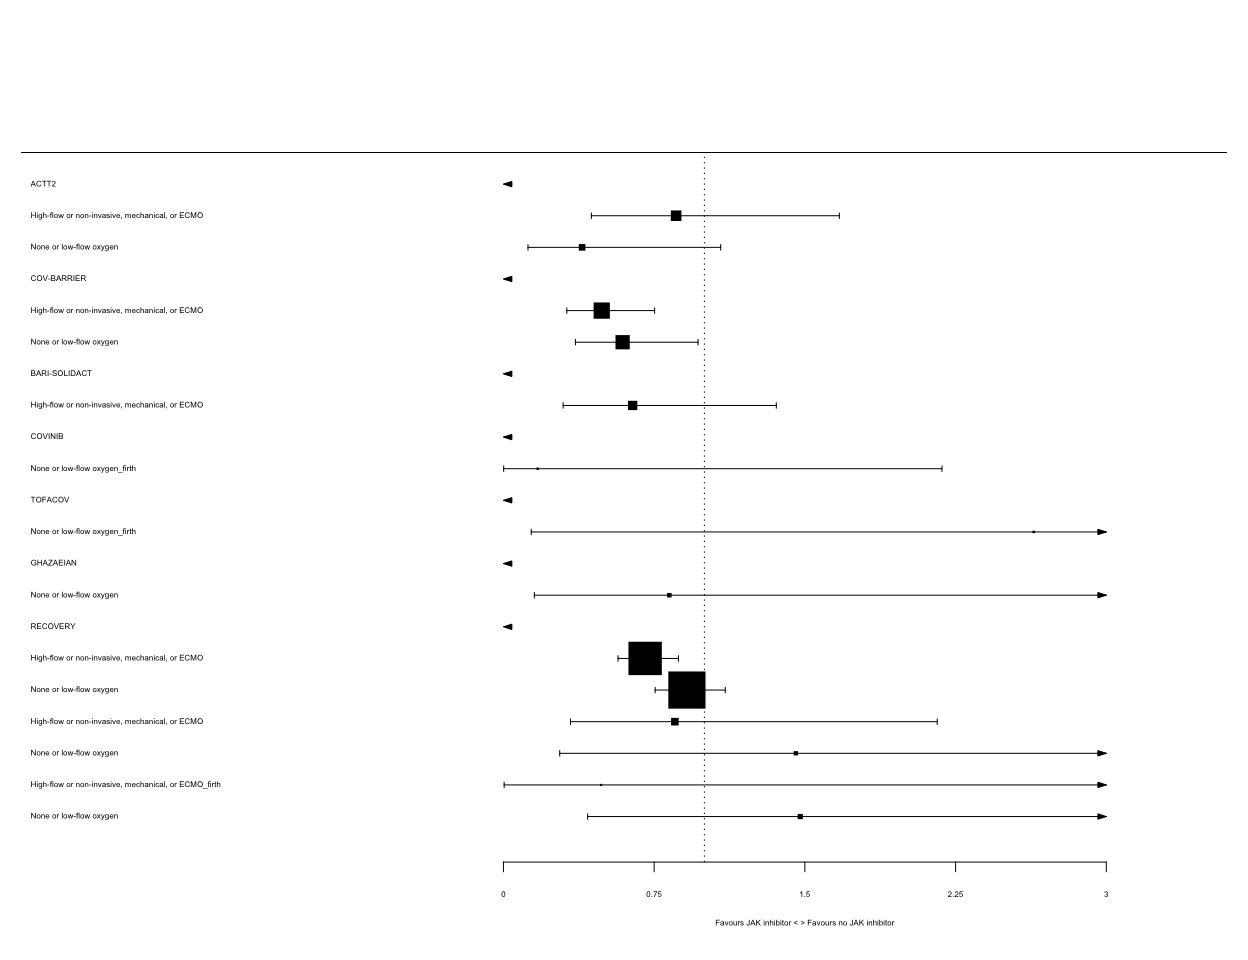 ACTT2
High-flow or non-invasive, mechanical, or ECMO
None or low-flow oxygen
COV-BARRIER
High-flow or non-invasive, mechanical, or ECMO
None or low-flow oxygen
BARI-SOLIDACT
High-flow or non-invasive, mechanical, or ECMO
COVINIB
None or low-flow oxygen_firth
TOFACOV
None or low-flow oxygen_firth
GHAZAEIAN
None or low-flow oxygen
RECOVERY
High-flow or non-invasive, mechanical, or ECMO
None or low-flow oxygen
High-flow or non-invasive, mechanical, or ECMO
None or low-flow oxygen
High-flow or non-invasive, mechanical, or ECMO_firth
None or low-flow oxygen
0 0.75 1.5 2.25 3
Favours JAK inhibitor < > Favours no JAK inhibitor